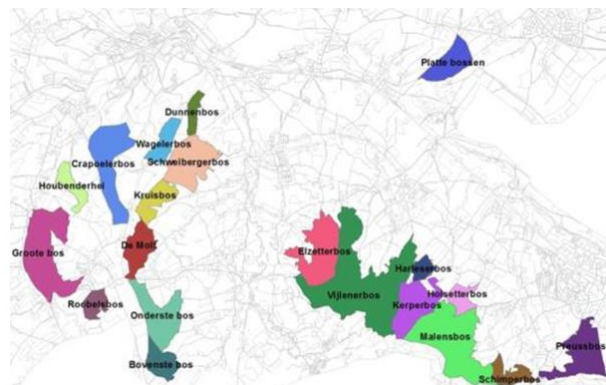 Platte bossen
Dunnenbos
Wagelerbos
Crapoelerbos
Schweibergerbos
Houbenderhei
Kruisbos
De Molt
Groote bos
Elzetterbos
Harleserbos
Roebelsbos
Vijlenerbos
Holsetterbos
Kerperbos
Onderste bos
Malensbos
Preussbos
Bovenste bos
Schimperbos